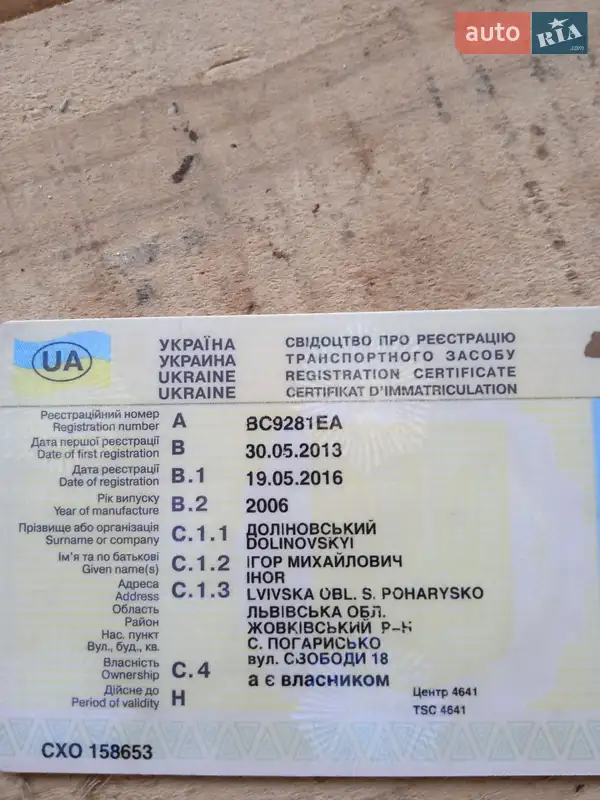 auto RIA .com
УКРАЇНА
УКРАИНА
UKRAINE
UKRAINE
СВІДОЦТВО ПРО РЕЄСТРАЦІЮ
ТРАНСПОРТНОГО ЗАСОБУ
REGISTRATION CERTIFICATE
CERTIFIKAT D'IMMATRICULATION
UA
Реєстраційний номер
Registration number A BC9281EA
Дата першої реєстрації
Date of first registration B 30.05.2013
Дата реєстрації
Date of registration B.1 19.05.2016
Рік випуску
Year of manufacture B.2 2006
Прізвище або організація C.1.1 ДОЛІНОВСЬКИЙ
Surname or company DOLINOVSKYI
Ім'я та по батькові C.1.2 ІГОР МИХАЙЛОВИЧ
Given name(s) IHOR
Адреса
Address C.1.3 LVIVSKA OBL. S. POHARYSKO
Область ЛЬВІВСЬКА ОБЛ.
Район ЖОВКІВСЬКИЙ Р-Н
Нас. пункт С. ПОГАРИСЬКО
Вул., буд., кв. вул. СВОБОДИ 18
Власність
Ownership C.4 а є власником
Дійсне до
Period of validity H
Центр 4641
TSC 4641
СХО 158653